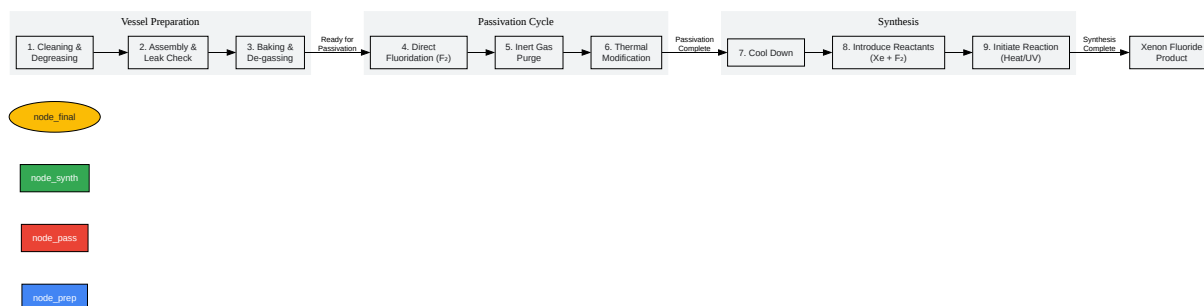 Vessel Preparation
1. Cleaning &
Degreasing
2. Assembly &
Leak Check
3. Baking &
De-gassing
Ready for
Passivation
Passivation Cycle
4. Direct
Fluoridation (F₂)
5. Inert Gas
Purge
6. Thermal
Modification
Passivation
Complete
Synthesis
7. Cool Down
8. Introduce Reactants
(Xe + F₂)
9. Initiate Reaction
(Heat/UV)
Synthesis
Complete
Xenon Fluoride
Product
node_final
node_synth
node_pass
node_prep